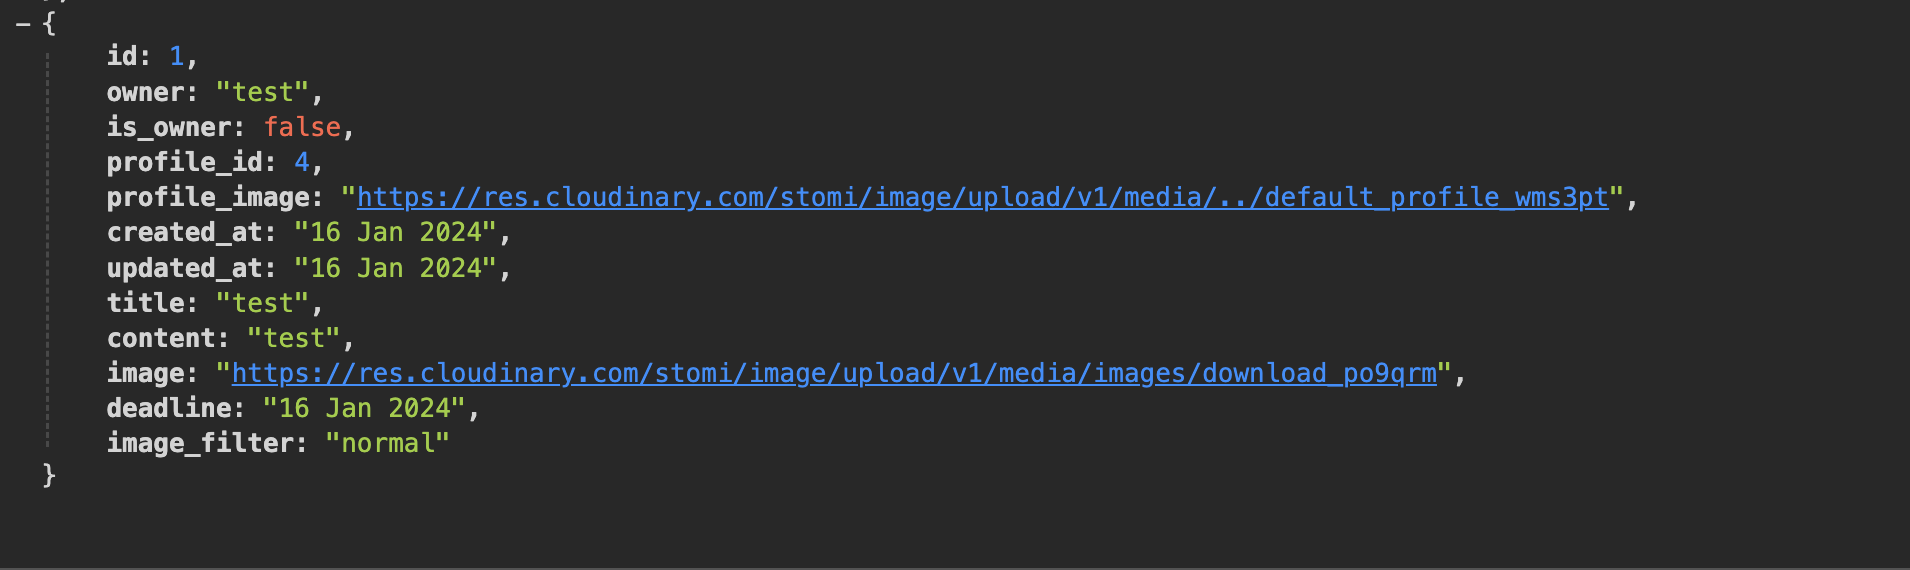 - {
id: 1,
owner: "test",
is_owner: false,
profile_id: 4,
profile_image: "https://res.cloudinary.com/stomi/image/upload/v1/media/../default_profile_wms3pt",
created_at: "16 Jan 2024",
updated_at: "16 Jan 2024",
title: "test",
content: "test",
image: "https://res.cloudinary.com/stomi/image/upload/v1/media/images/download_po9qrm",
deadline: "16 Jan 2024",
image_filter: "normal"
}